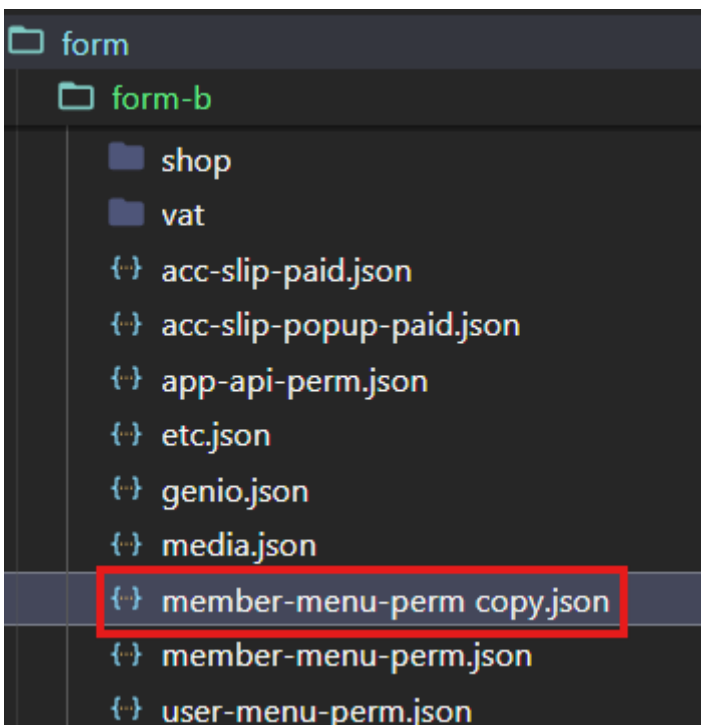 form
form-b
shop
vat
acc-slip-paid.json
acc-slip-popup-paid.json
app-api-perm.json
etc.json
genio.json
media.json
member-menu-perm copy.json
member-menu-perm.json
user-menu-perm.json